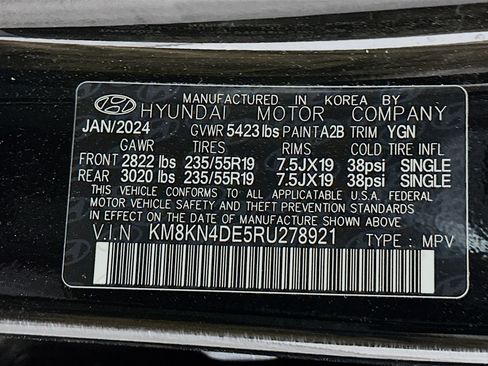 MANUFACTURED IN KOREA BY
HYUNDAI MOTOR COMPANY
JAN/2024 GVWR 5423 lbs PAINT A2B TRIM YGN
GAWR TIRES RIMS COLD TIRE INFL
FRONT 2822 lbs 235/55R19 7.5JX19 38psi SINGLE
REAR 3020 lbs 235/55R19 7.5JX19 38psi SINGLE
THIS VEHICLE CONFORMS TO ALL APPLICABLE U.S.A. FEDERAL
MOTOR VEHICLE SAFETY, BUMPER, AND THEFT PREVENTION STANDARDS
IN EFFECT ON THE DATE OF MANUFACTURE SHOWN ABOVE.
V.I.N KM8KN4DE5RU278921 TYPE : MPV